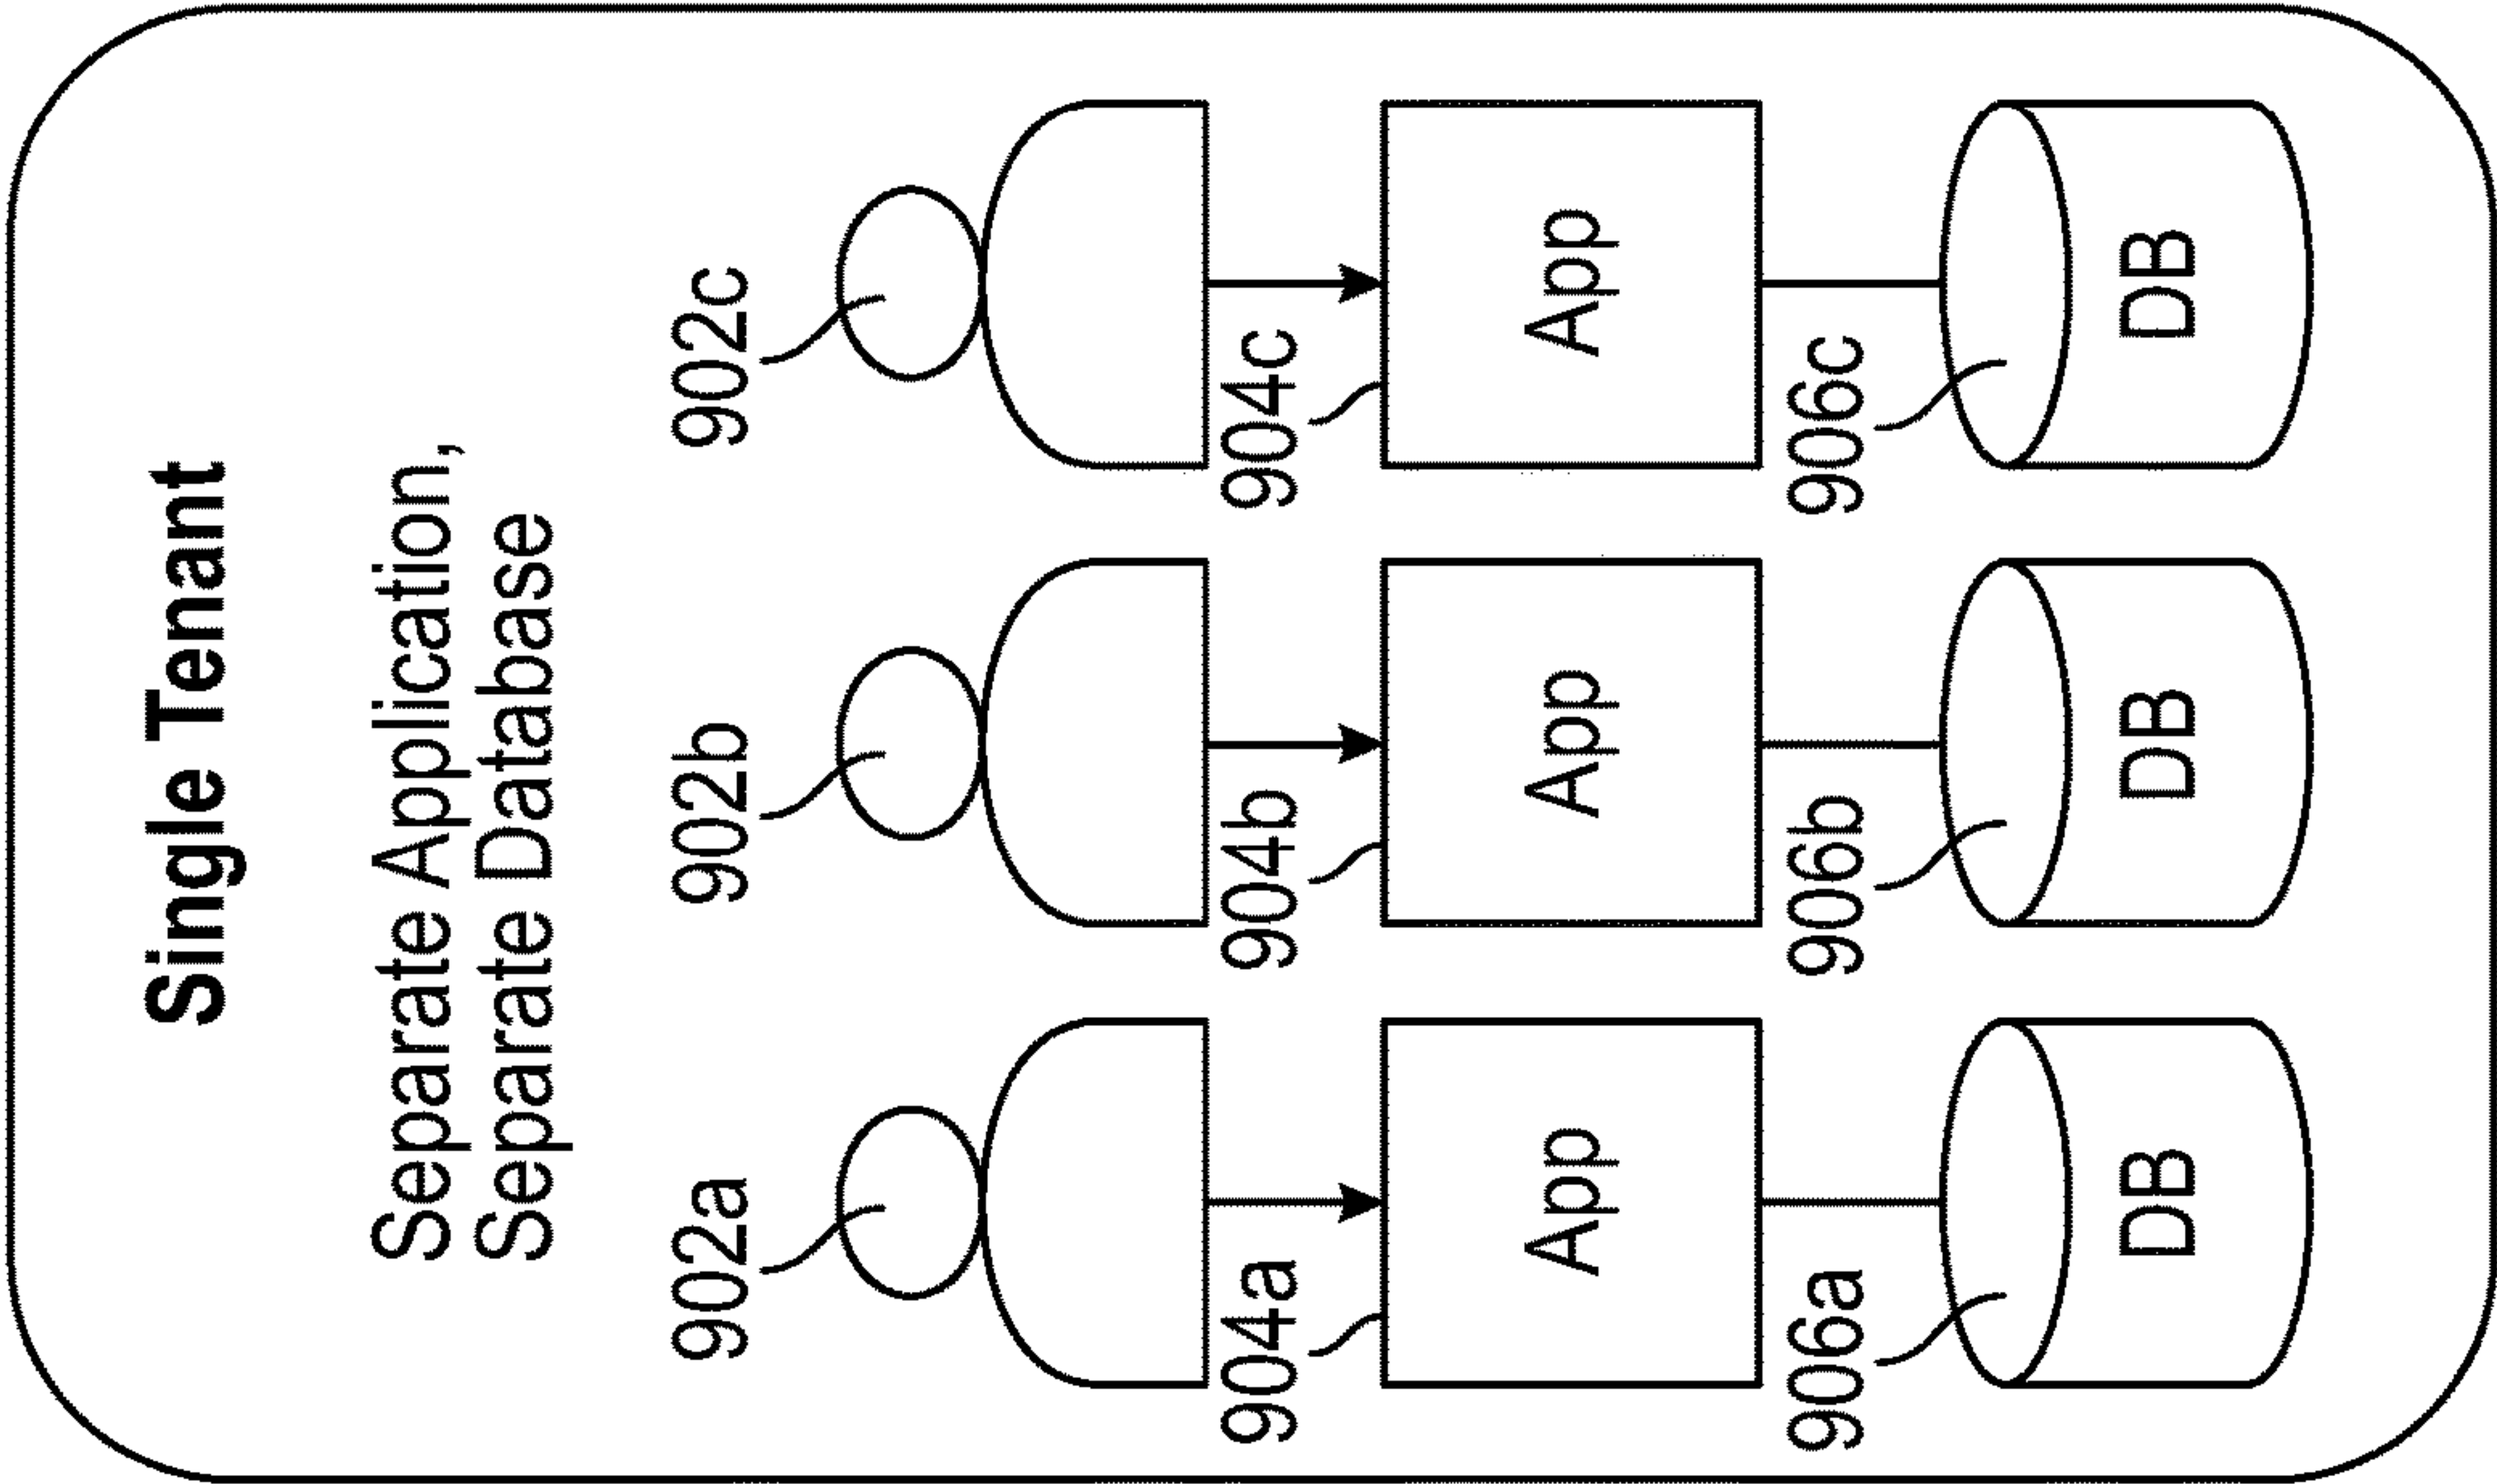 Single Tenant
Separate Application,
Separate Database
902a
902b
902c
904a
904b
904c
App
App
App
906a
906b
906c
DB
DB
DB